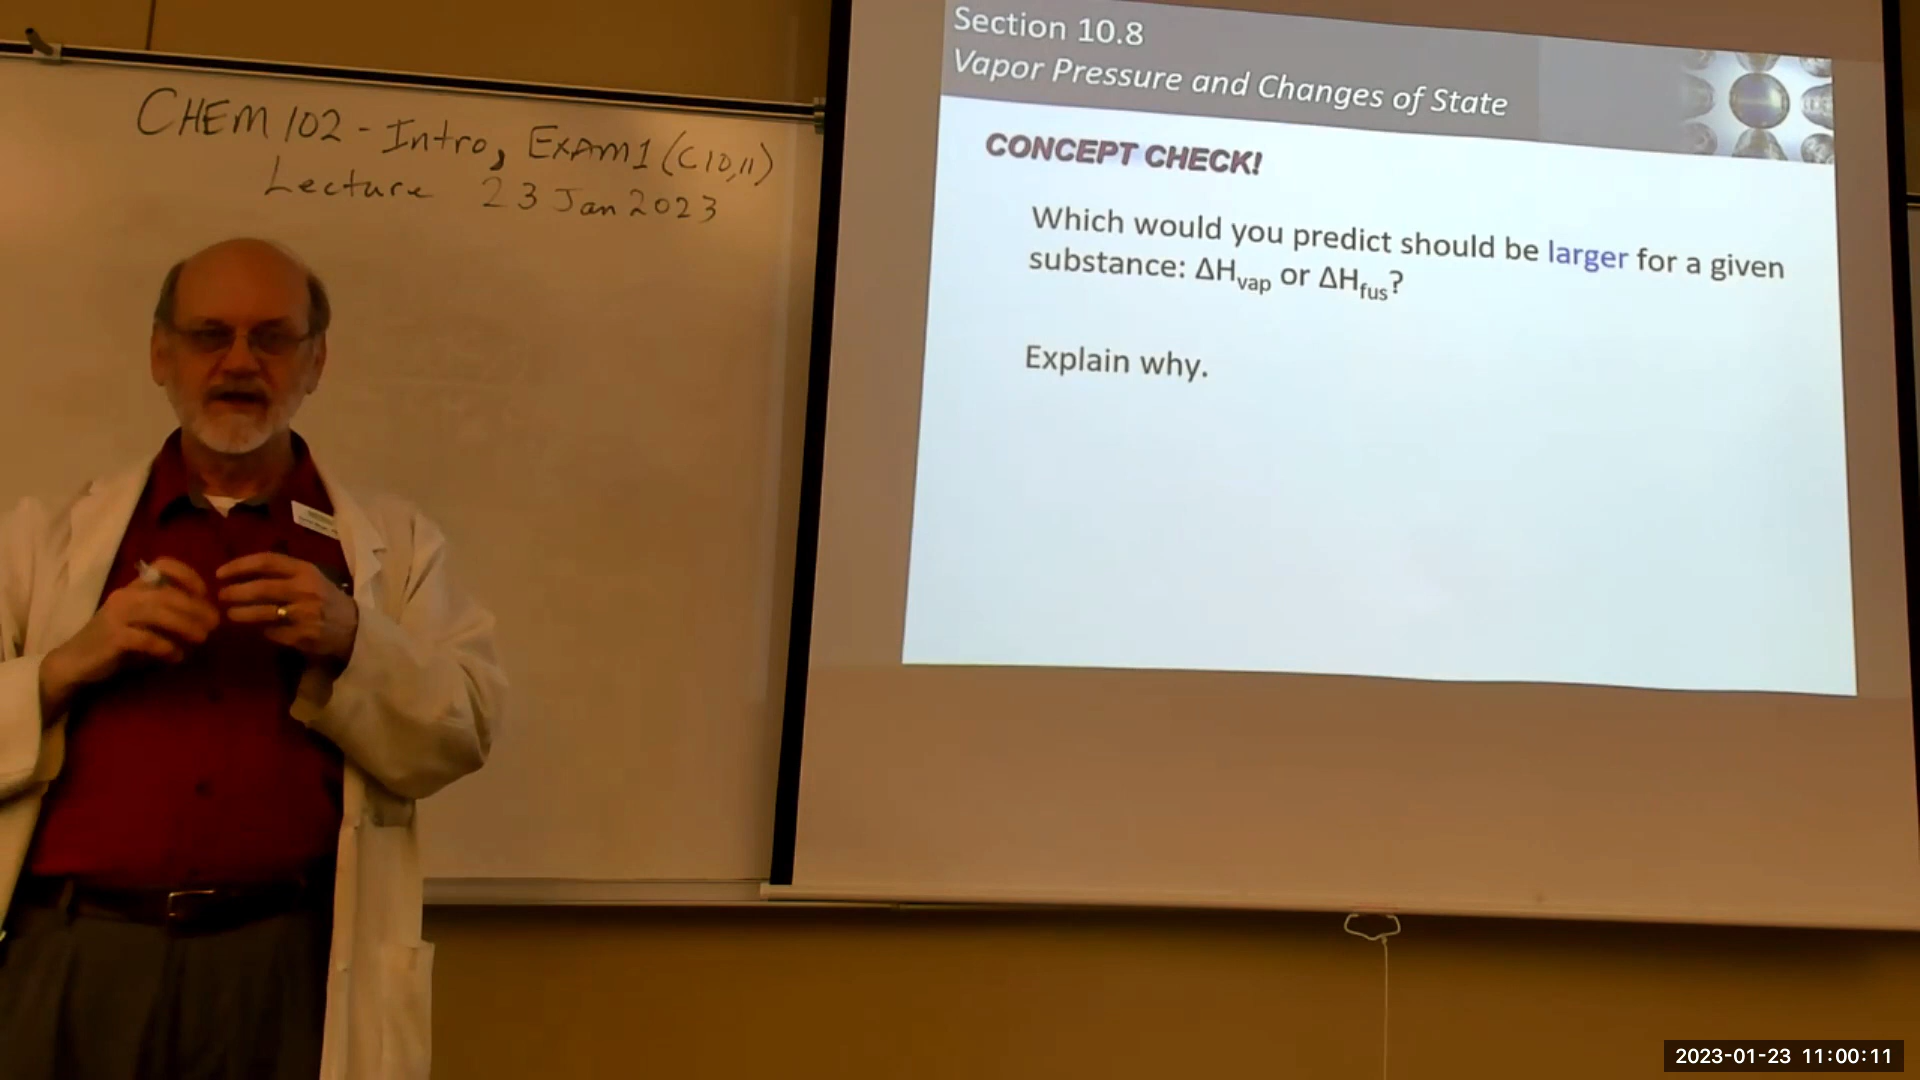 CHEM 102 - Intro, EXAM 1 (C10,11)
Lecture 23 Jan 2023
Section 10.8
Vapor Pressure and Changes of State
CONCEPT CHECK!
Which would you predict should be larger for a given
substance: ΔHvap or ΔHfus?
Explain why.
2023-01-23 11:00:11